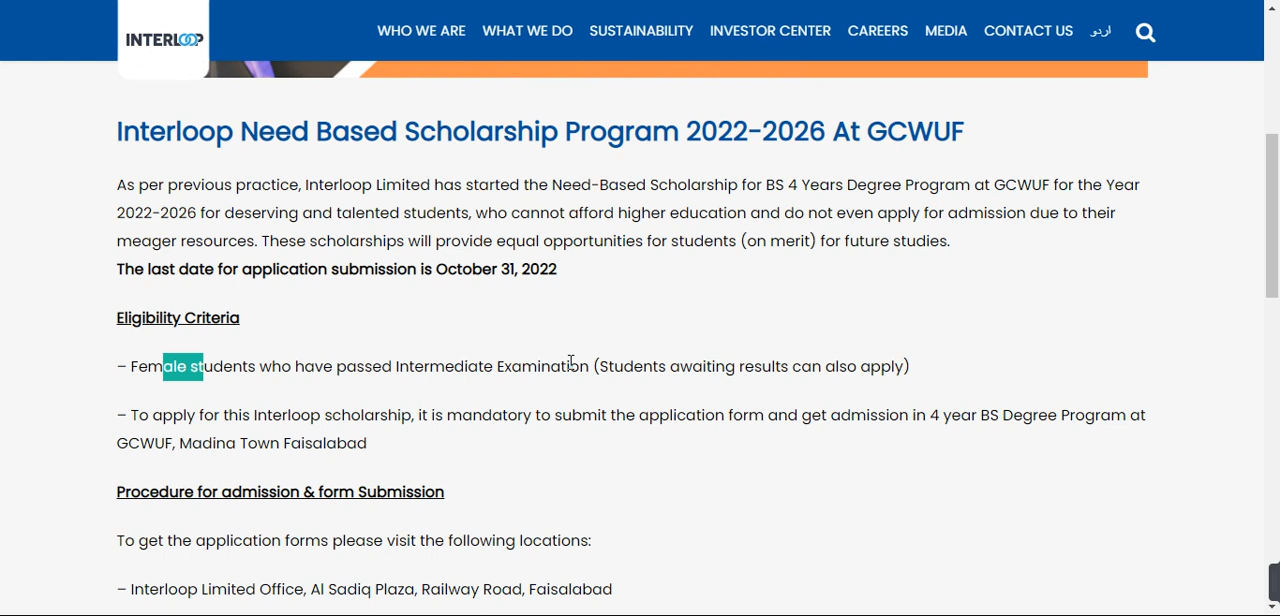 INTERLOOP
WHO WE ARE WHAT WE DO SUSTAINABILITY INVESTOR CENTER CAREERS MEDIA CONTACT US اردو
Interloop Need Based Scholarship Program 2022-2026 At GCWUF
As per previous practice, Interloop Limited has started the Need-Based Scholarship for BS 4 Years Degree Program at GCWUF for the Year
2022-2026 for deserving and talented students, who cannot afford higher education and do not even apply for admission due to their
meager resources. These scholarships will provide equal opportunities for students (on merit) for future studies.
The last date for application submission is October 31, 2022
Eligibility Criteria
– Female students who have passed Intermediate Examination (Students awaiting results can also apply)
– To apply for this Interloop scholarship, it is mandatory to submit the application form and get admission in 4 year BS Degree Program at
GCWUF, Madina Town Faisalabad
Procedure for admission & form Submission
To get the application forms please visit the following locations:
– Interloop Limited Office, Al Sadiq Plaza, Railway Road, Faisalabad